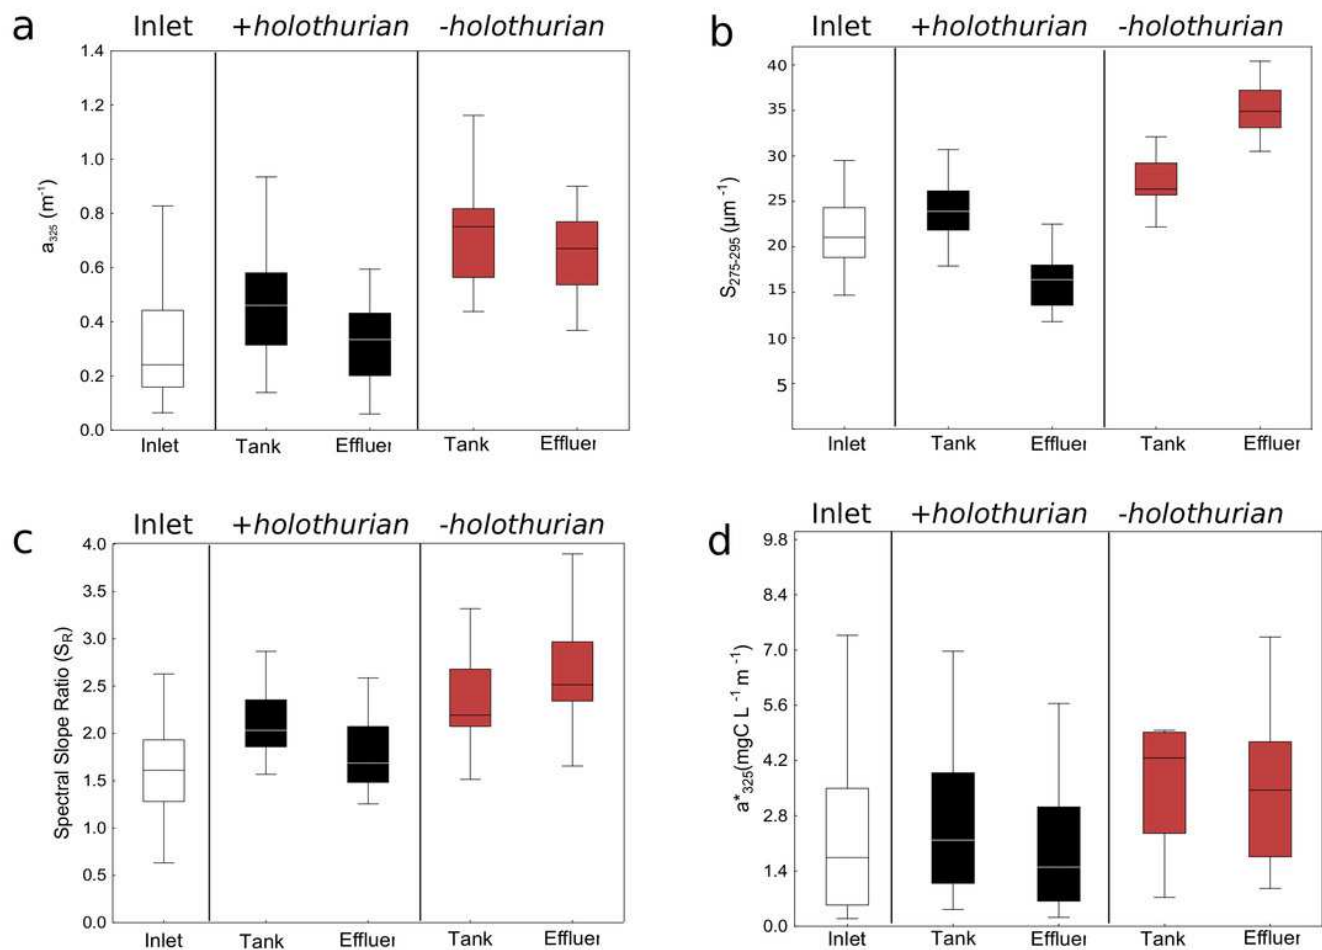 a
Inlet +holothurian -holothurian
1.4
1.2
1.0
0.8
0.6
0.4
0.2
0.0
a325 (m-1)
Inlet Tank Effluer Tank Effluer
b
Inlet +holothurian -holothurian
40
35
30
25
20
15
10
5
S275-295 (µm-1)
Inlet Tank Effluer Tank Effluer
c
Inlet +holothurian -holothurian
4.0
3.5
3.0
2.5
2.0
1.5
1.0
0.5
0.0
Spectral Slope Ratio (SR)
Inlet Tank Effluer Tank Effluer
d
Inlet +holothurian -holothurian
9.8
8.4
7.0
5.6
4.2
2.8
1.4
0.0
a*325(mgC L -1 m -1)
Inlet Tank Effluer Tank Effluer